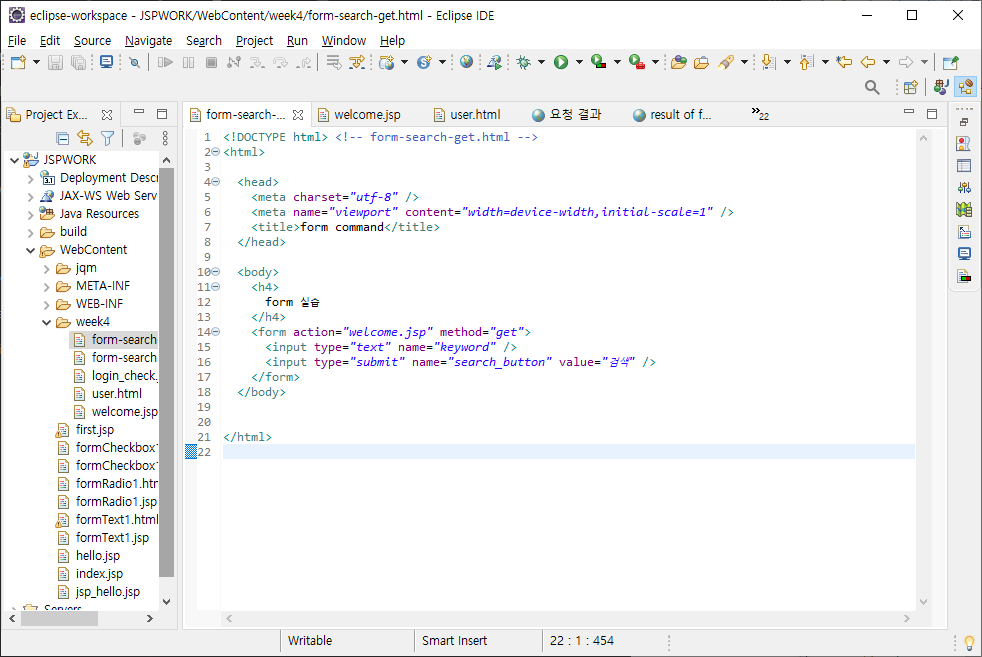 eclipse-workspace - JSPWORK/WebContent/week4/form-search-get.html - Eclipse IDE
File Edit Source Navigate Search Project Run Window Help
Project Ex...
form-search-... welcome.jsp user.html 요청 결과 result of f... »22
JSPWORK
Deployment Descr
JAX-WS Web Serv
Java Resources
build
WebContent
jqm
META-INF
WEB-INF
week4
form-search
form-search
login_check.
user.html
welcome.jsp
first.jsp
formCheckbox1
formCheckbox1
formRadio1.htm
formRadio1.jsp
formText1.html
formText1.jsp
hello.jsp
index.jsp
jsp_hello.jsp
Servers
1 <!DOCTYPE html> <!-- form-search-get.html -->
2 <html>
3
4 <head>
5 <meta charset="utf-8" />
6 <meta name="viewport" content="width=device-width,initial-scale=1" />
7 <title>form command</title>
8 </head>
9
10 <body>
11 <h4>
12 form 실습
13 </h4>
14 <form action="welcome.jsp" method="get">
15 <input type="text" name="keyword" />
16 <input type="submit" name="search_button" value="검색" />
17 </form>
18 </body>
19
20
21 </html>
22
Writable Smart Insert 22 : 1 : 454